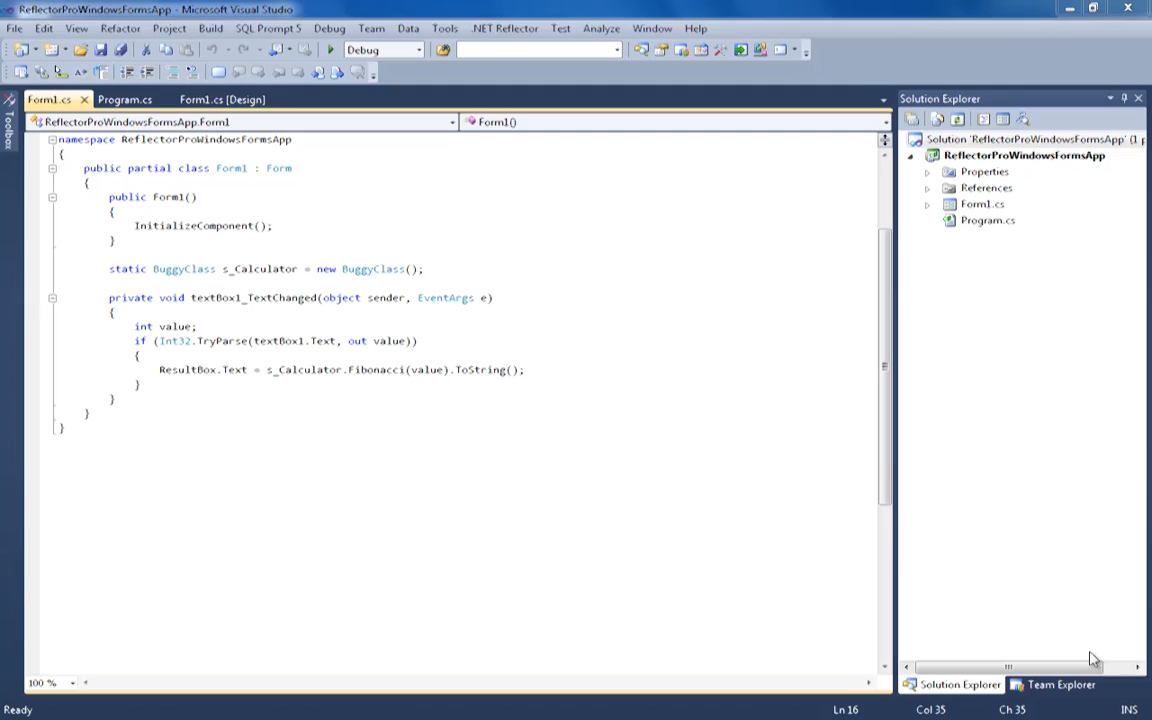 ReflectorProWindowsFormsApp - Microsoft Visual Studio
File Edit View Refactor Project Build SQL Prompt 5 Debug Team Data Tools .NET Reflector Test Analyze Window Help
Debug
Form1.cs Program.cs Form1.cs [Design]
ReflectorProWindowsFormsApp.Form1 Form1()
Toolbox
namespace ReflectorProWindowsFormsApp
{
public partial class Form1 : Form
{
public Form1()
{
InitializeComponent();
}
static BuggyClass s_Calculator = new BuggyClass();
private void textBox1_TextChanged(object sender, EventArgs e)
{
int value;
if (Int32.TryParse(textBox1.Text, out value))
{
ResultBox.Text = s_Calculator.Fibonacci(value).ToString();
}
}
}
}
100 %
Solution Explorer
Solution 'ReflectorProWindowsFormsApp' (1 p
ReflectorProWindowsFormsApp
Properties
References
Form1.cs
Program.cs
Solution Explorer Team Explorer
Ready Ln 16 Col 35 Ch 35 INS